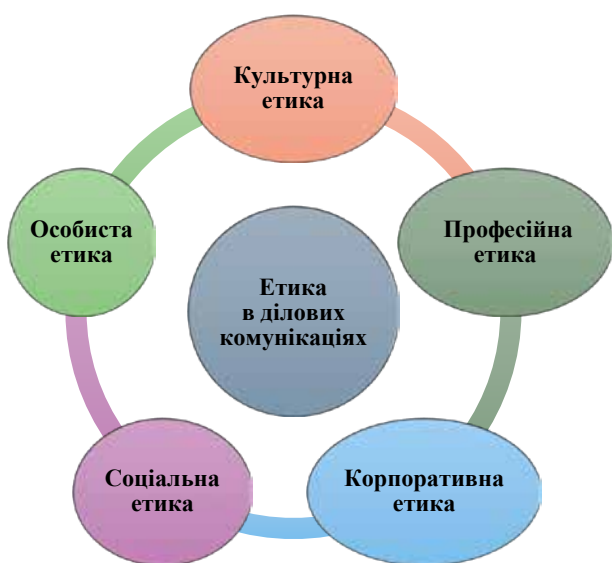 Культурна
етика
Особиста
етика
Професійна
етика
Етика
в ділових
комунікаціях
Соціальна
етика
Корпоративна
етика